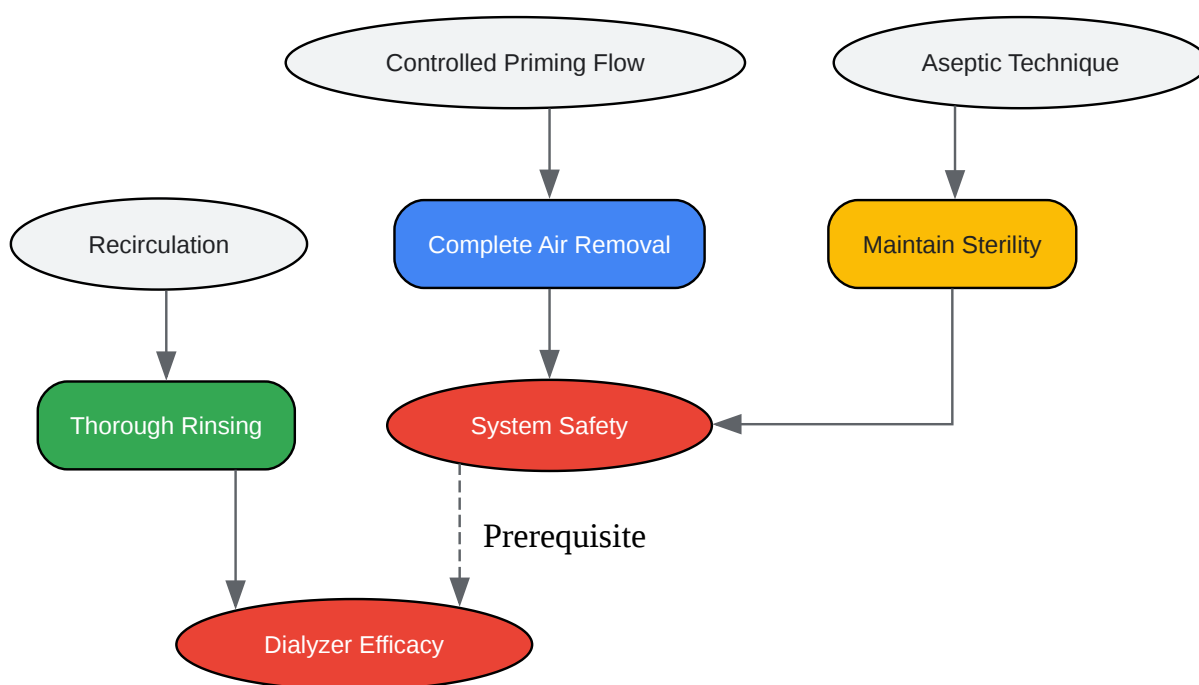 Controlled Priming Flow
Aseptic Technique
Recirculation
Complete Air Removal
Maintain Sterility
Thorough Rinsing
System Safety
Prerequisite
Dialyzer Efficacy